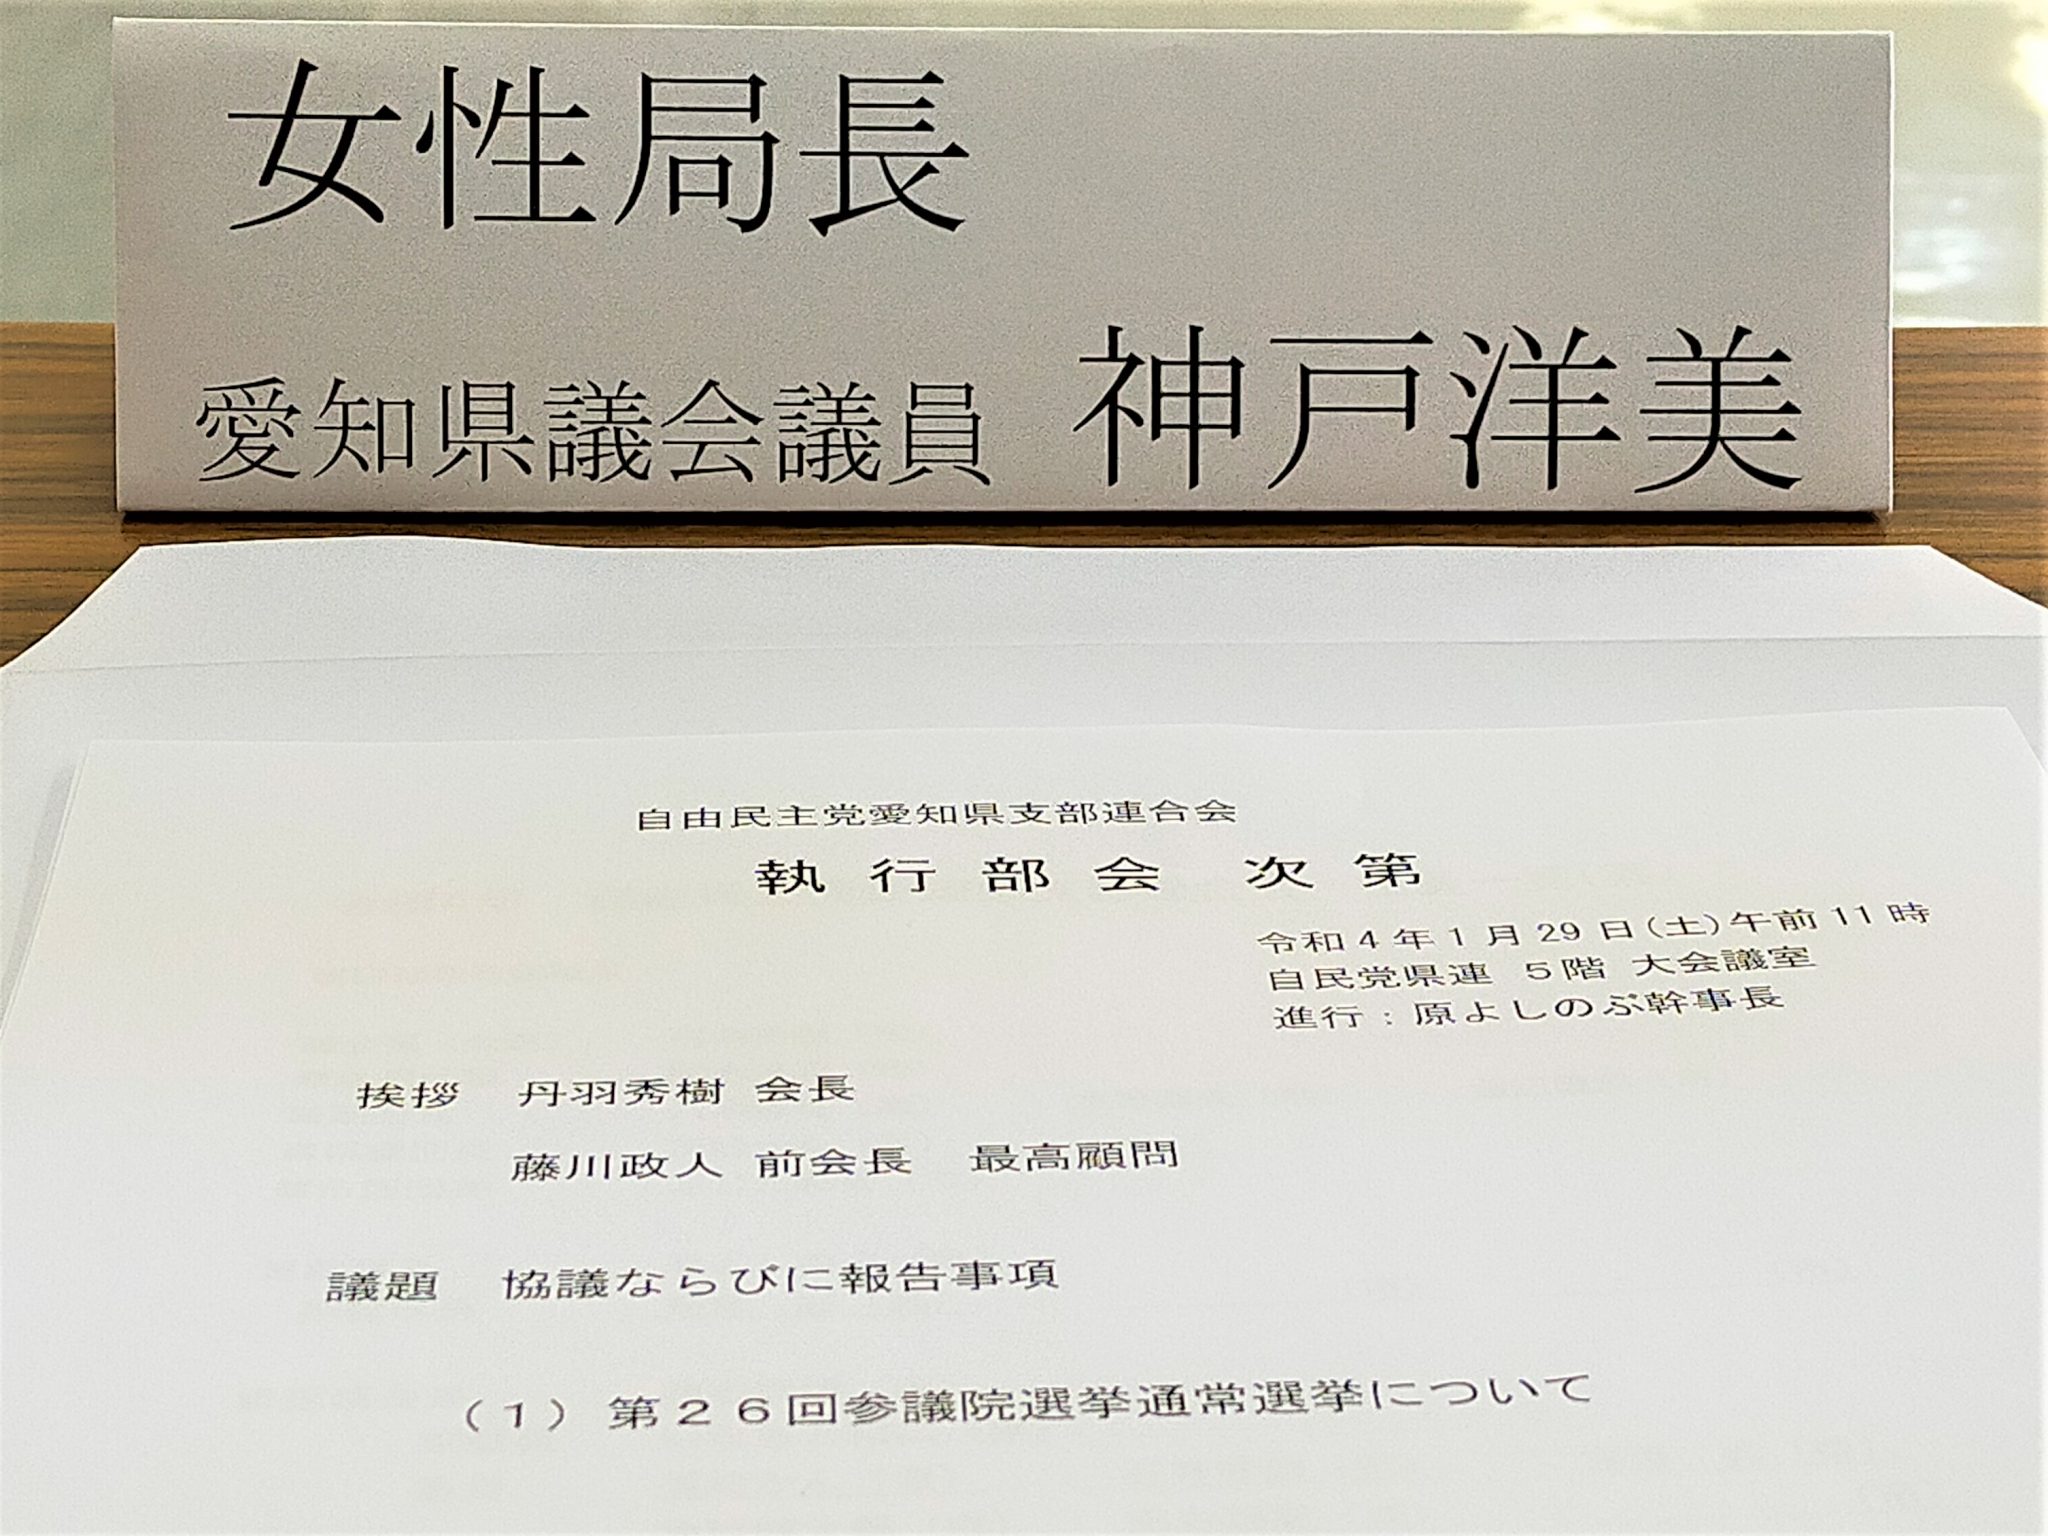 女性局長
愛知県議会議員 神戸洋美
自由民主党愛知県支部連合会
執行部会 次第
令和4年1月29日(土)午前11時
自民党県連 5階 大会議室
進行：原よしのぶ幹事長
挨拶 丹羽秀樹 会長
藤川政人 前会長 最高顧問
議題 協議ならびに報告事項
（1）第２６回参議院選挙通常選挙について